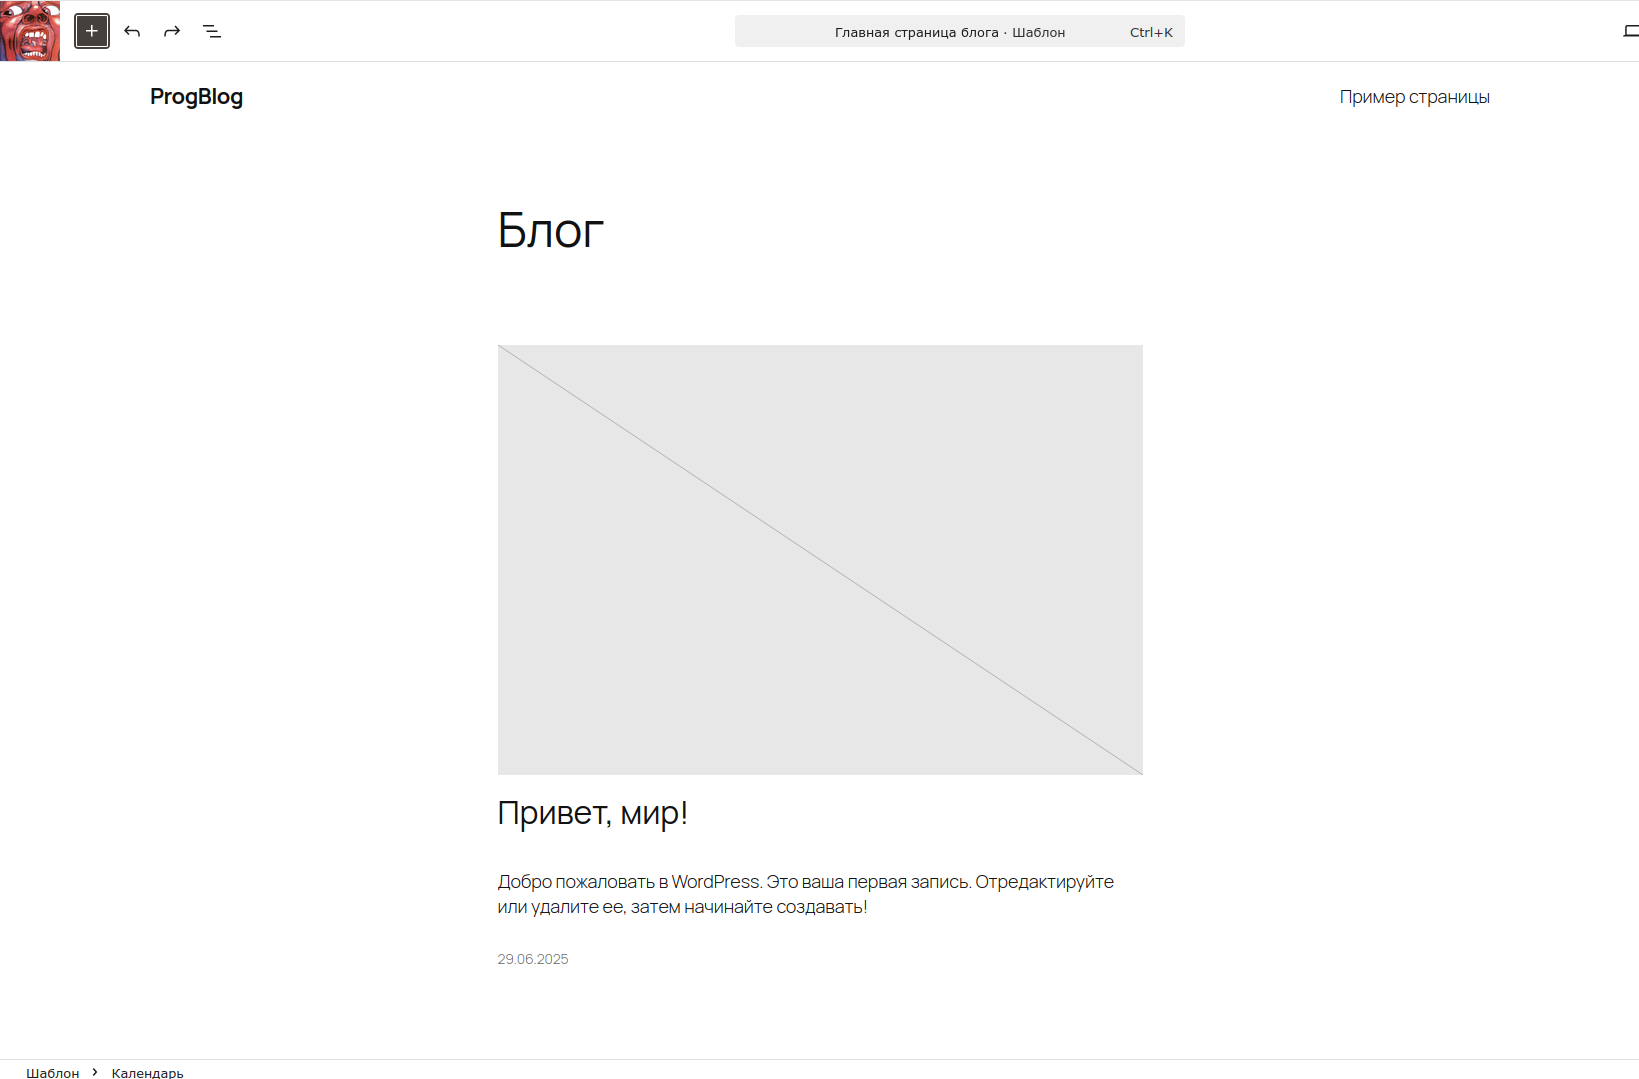 Главная страница блога · Шаблон Ctrl+K
ProgBlog
Пример страницы
Блог
Привет, мир!
Добро пожаловать в WordPress. Это ваша первая запись. Отредактируйте
или удалите ее, затем начинайте создавать!
29.06.2025
Шаблон › Календарь